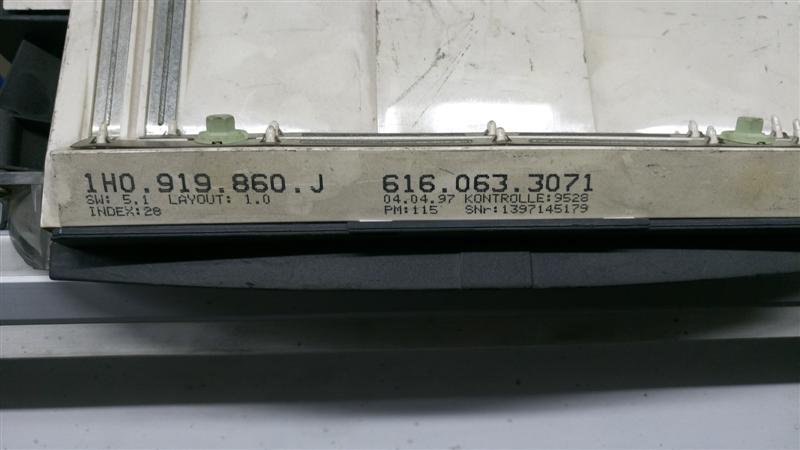 1H0.919.860.J 616.063.3071
SW: 5.1 LAYOUT: 1.0 04.04.97 KONTROLLE:9528
INDEX:28 PM:115 SNr:1397145179